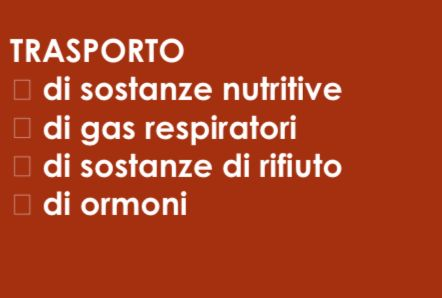 TRASPORTO
di sostanze nutritive
di gas respiratori
di sostanze di rifiuto
di ormoni